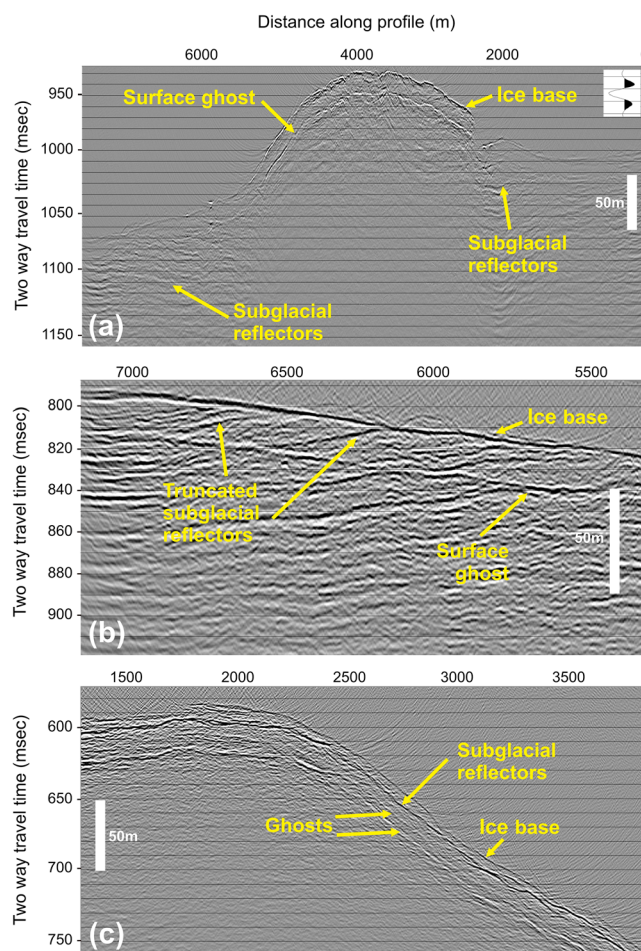 Distance along profile (m)
6000 4000 2000
Two way travel time (msec)
950
1000
1050
1100
1150
Surface ghost
Ice base
50m
Subglacial
reflectors
Subglacial
reflectors
(a)
7000 6500 6000 5500
Two way travel time (msec)
800
820
840
860
880
900
Ice base
Truncated
subglacial
reflectors
Surface
ghost
50m
(b)
1500 2000 2500 3000 3500
Two way travel time (msec)
600
650
700
750
Subglacial
reflectors
50m
Ghosts
Ice base
(c)